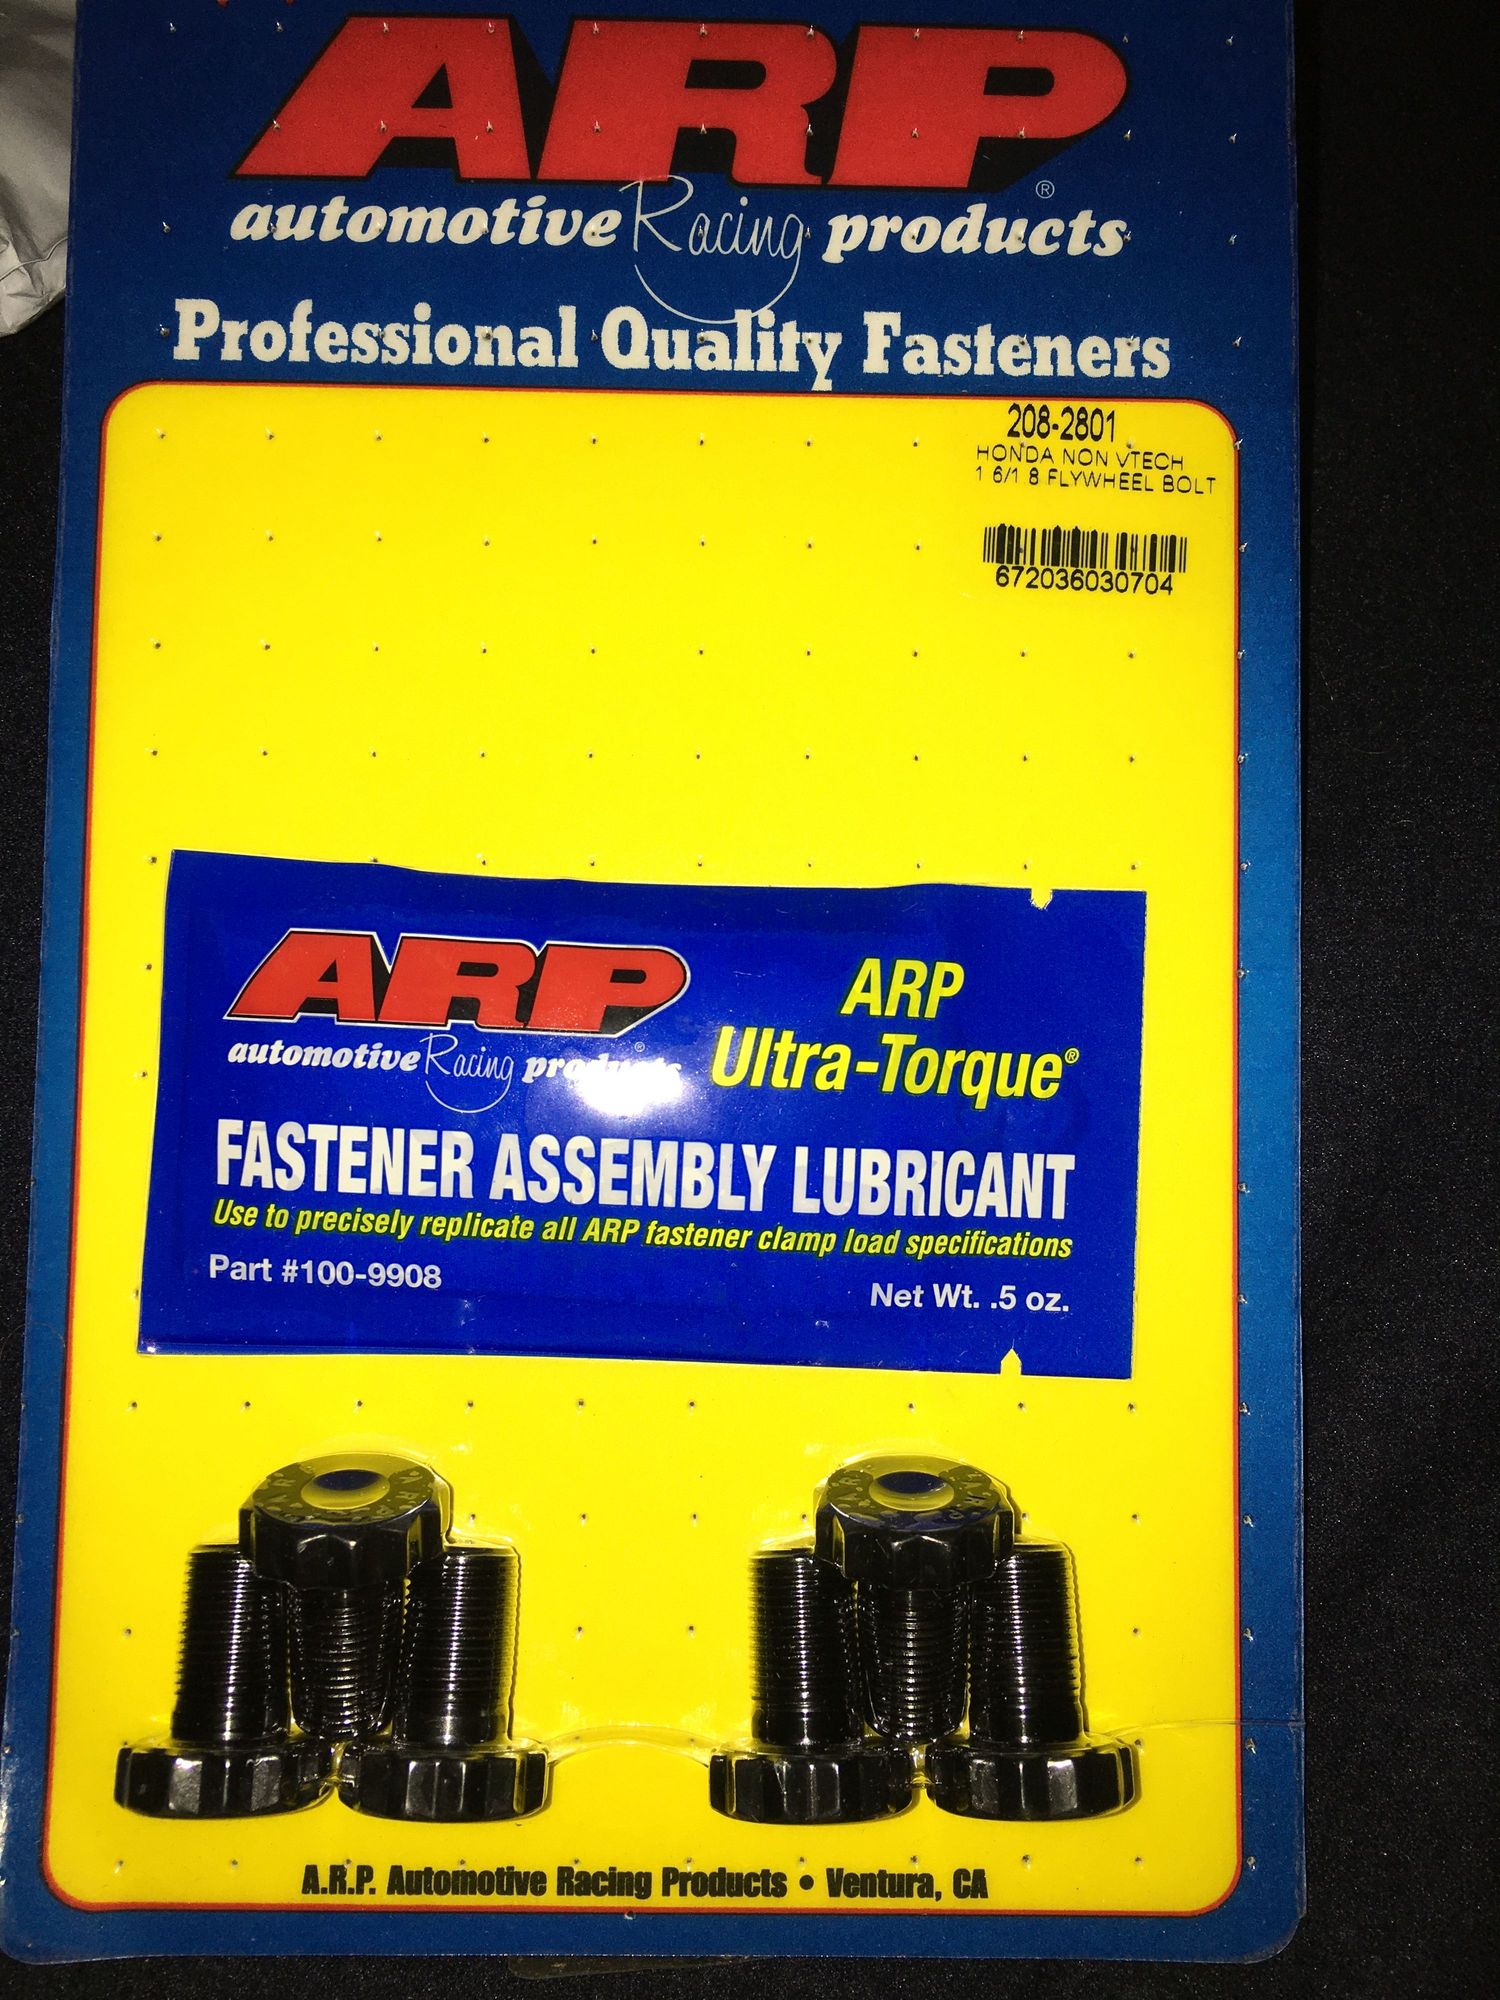 ARP
automotive Racing products ®
Professional Quality Fasteners
208-2801
HONDA NON VTECH
1 6/1 8 FLYWHEEL BOLT
672036030704
ARP
automotive Racing products ®
ARP
Ultra-Torque®
FASTENER ASSEMBLY LUBRICANT
Use to precisely replicate all ARP fastener clamp load specifications
Part #100-9908
Net Wt. .5 oz.
A.R.P. Automotive Racing Products • Ventura, CA